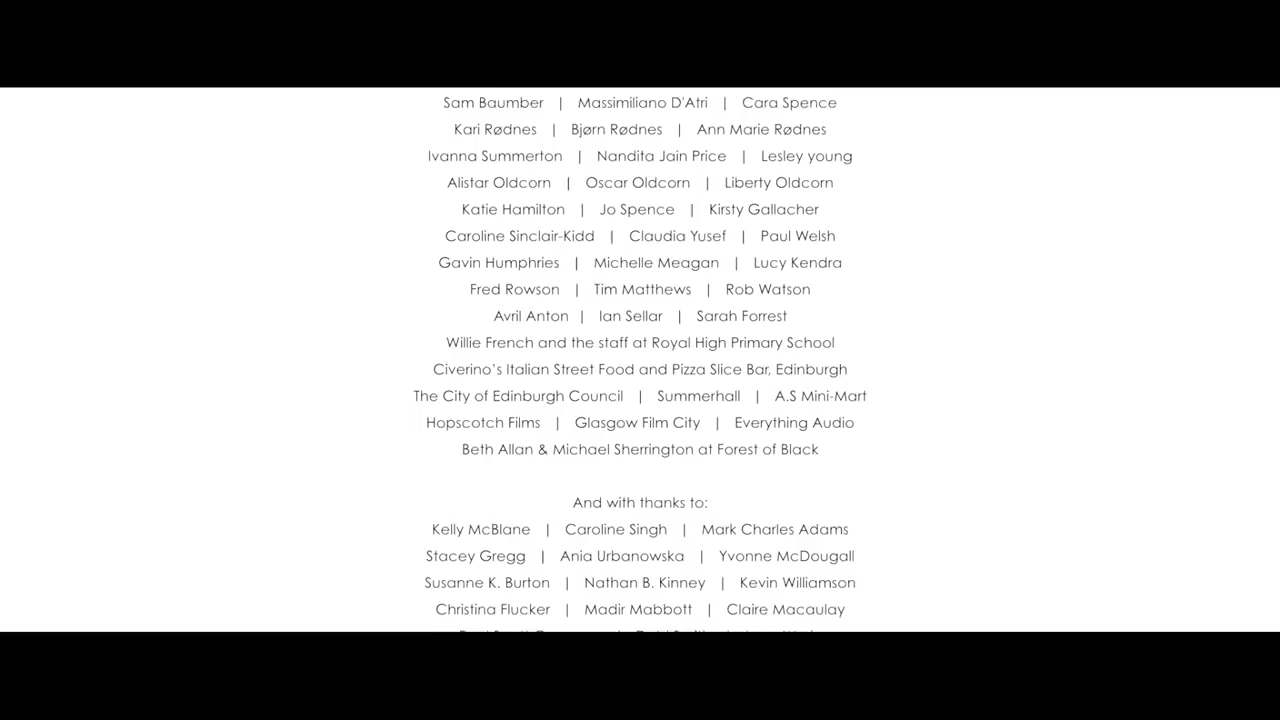 Sam Baumber | Massimiliano D'Atri | Cara Spence
Kari Rødnes | Bjørn Rødnes | Ann Marie Rødnes
Ivanna Summerton | Nandita Jain Price | Lesley young
Alistar Oldcorn | Oscar Oldcorn | Liberty Oldcorn
Katie Hamilton | Jo Spence | Kirsty Gallacher
Caroline Sinclair-Kidd | Claudia Yusef | Paul Welsh
Gavin Humphries | Michelle Meagan | Lucy Kendra
Fred Rowson | Tim Matthews | Rob Watson
Avril Anton | Ian Sellar | Sarah Forrest
Willie French and the staff at Royal High Primary School
Civerino’s Italian Street Food and Pizza Slice Bar, Edinburgh
The City of Edinburgh Council | Summerhall | A.S Mini-Mart
Hopscotch Films | Glasgow Film City | Everything Audio
Beth Allan & Michael Sherrington at Forest of Black
And with thanks to:
Kelly McBlane | Caroline Singh | Mark Charles Adams
Stacey Gregg | Ania Urbanowska | Yvonne McDougall
Susanne K. Burton | Nathan B. Kinney | Kevin Williamson
Christina Flucker | Madir Mabbott | Claire Macaulay